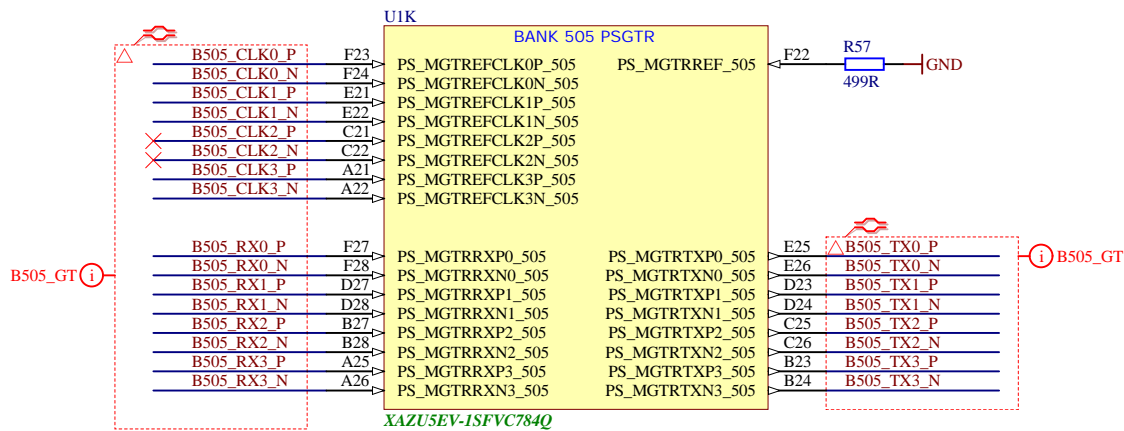 U1K
BANK 505 PSGTR
B505_CLK0_P F23 PS_MGTREFCLK0P_505 PS_MGTRREF_505 F22 R57 499R GND
B505_CLK0_N F24 PS_MGTREFCLK0N_505
B505_CLK1_P E21 PS_MGTREFCLK1P_505
B505_CLK1_N E22 PS_MGTREFCLK1N_505
B505_CLK2_P C21 PS_MGTREFCLK2P_505
B505_CLK2_N C22 PS_MGTREFCLK2N_505
B505_CLK3_P A21 PS_MGTREFCLK3P_505
B505_CLK3_N A22 PS_MGTREFCLK3N_505
B505_RX0_P F27 PS_MGTRRXP0_505 PS_MGTRTXP0_505 E25 B505_TX0_P
B505_GT i B505_RX0_N F28 PS_MGTRRXN0_505 PS_MGTRTXN0_505 E26 B505_TX0_N i B505_GT
B505_RX1_P D27 PS_MGTRRXP1_505 PS_MGTRTXP1_505 D23 B505_TX1_P
B505_RX1_N D28 PS_MGTRRXN1_505 PS_MGTRTXN1_505 D24 B505_TX1_N
B505_RX2_P B27 PS_MGTRRXP2_505 PS_MGTRTXP2_505 C25 B505_TX2_P
B505_RX2_N B28 PS_MGTRRXN2_505 PS_MGTRTXN2_505 C26 B505_TX2_N
B505_RX3_P A25 PS_MGTRRXP3_505 PS_MGTRTXP3_505 B23 B505_TX3_P
B505_RX3_N A26 PS_MGTRRXN3_505 PS_MGTRTXN3_505 B24 B505_TX3_N
XAZU5EV-1SFVC784Q